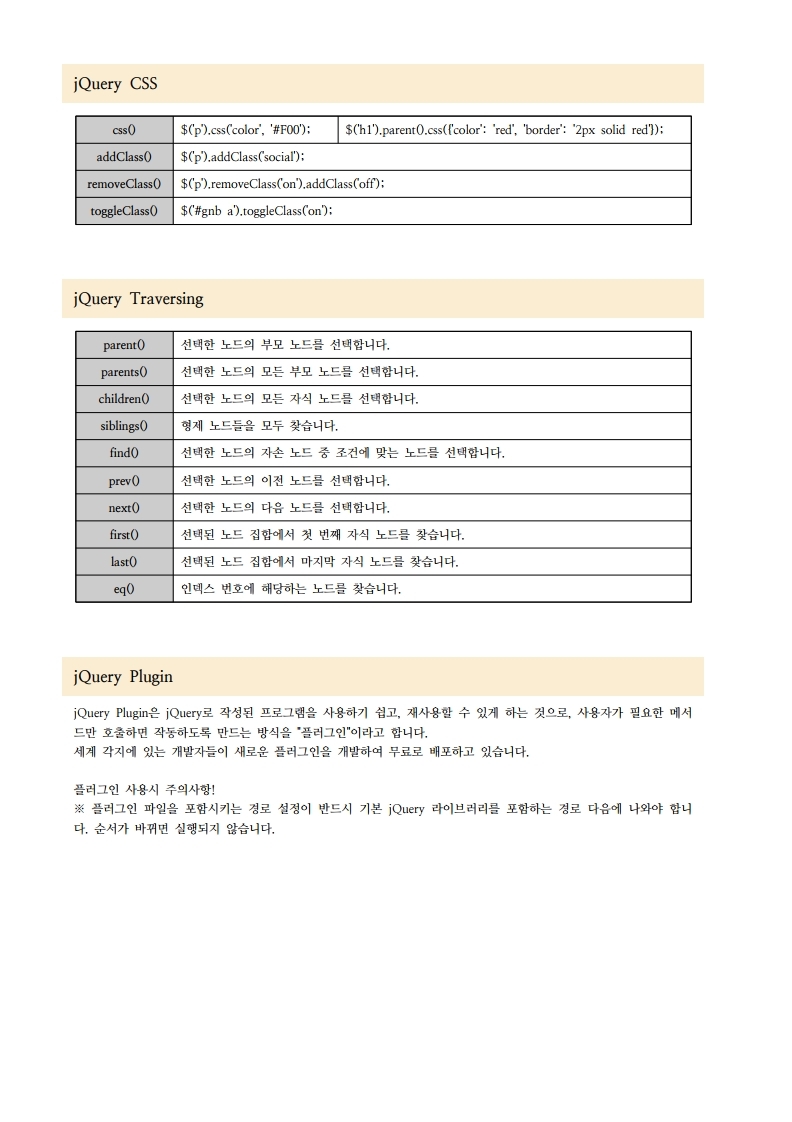 jQuery CSS
css() $('p').css('color', '#F00'); $('h1').parent().css({'color': 'red', 'border': '2px solid red'});
addClass() $('p').addClass('social');
removeClass() $('p').removeClass('on').addClass('off');
toggleClass() $('#gnb a').toggleClass('on');
jQuery Traversing
parent() 선택한 노드의 부모 노드를 선택합니다.
parents() 선택한 노드의 모든 부모 노드를 선택합니다.
children() 선택한 노드의 모든 자식 노드를 선택합니다.
siblings() 형제 노드들을 모두 찾습니다.
find() 선택한 노드의 자손 노드 중 조건에 맞는 노드를 선택합니다.
prev() 선택한 노드의 이전 노드를 선택합니다.
next() 선택한 노드의 다음 노드를 선택합니다.
first() 선택된 노드 집합에서 첫 번째 자식 노드를 찾습니다.
last() 선택된 노드 집합에서 마지막 자식 노드를 찾습니다.
eq() 인덱스 번호에 해당하는 노드를 찾습니다.
jQuery Plugin
jQuery Plugin은 jQuery로 작성된 프로그램을 사용하기 쉽고, 재사용할 수 있게 하는 것으로, 사용자가 필요한 메서
드만 호출하면 작동하도록 만드는 방식을 "플러그인"이라고 합니다.
세계 각지에 있는 개발자들이 새로운 플러그인을 개발하여 무료로 배포하고 있습니다.
플러그인 사용시 주의사항!
※ 플러그인 파일을 포함시키는 경로 설정이 반드시 기본 jQuery 라이브러리를 포함하는 경로 다음에 나와야 합니
다. 순서가 바뀌면 실행되지 않습니다.